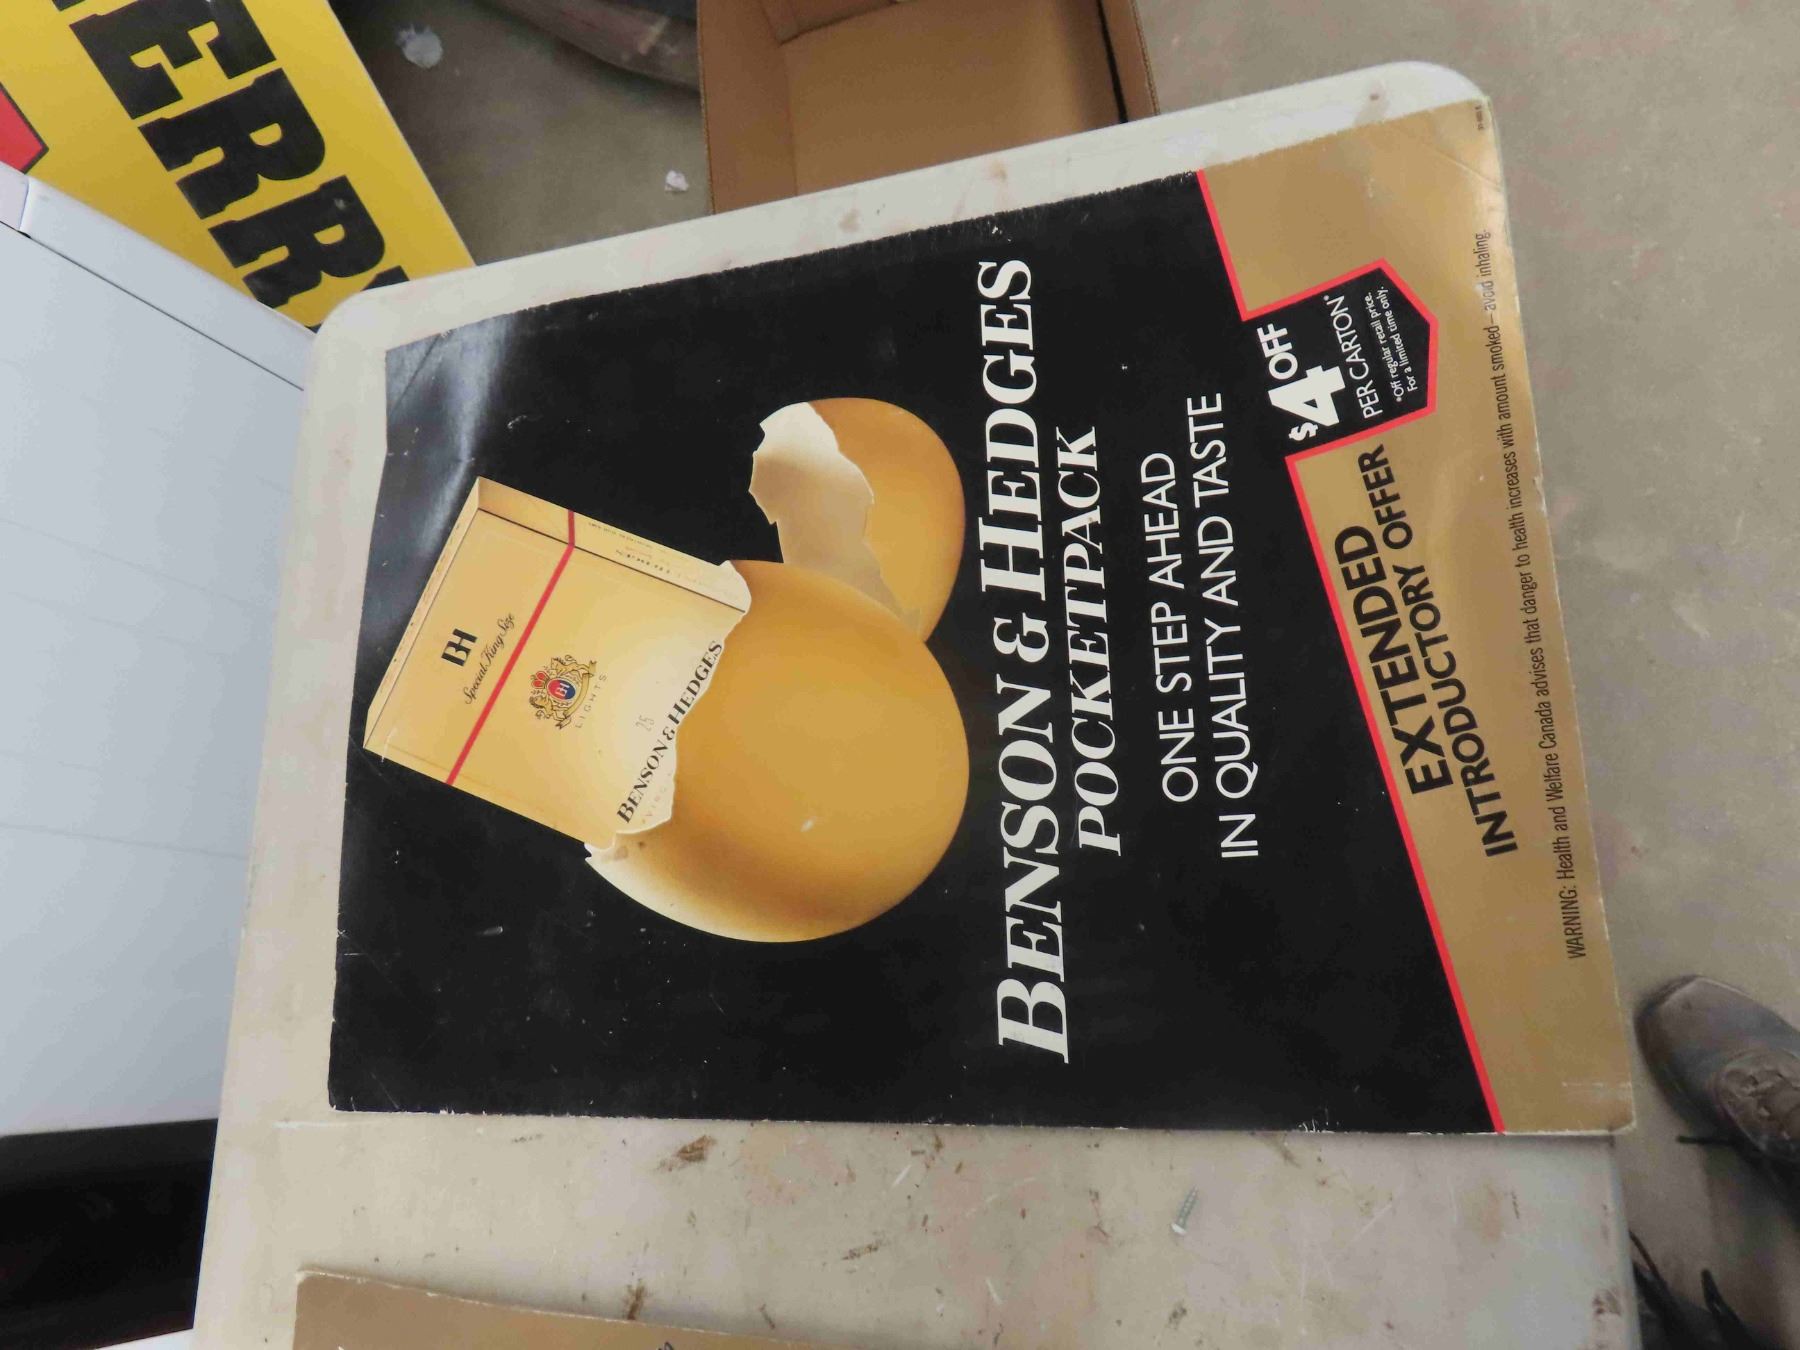 ERR
BH
Special King Size
BH
LIGHTS
25
BENSON & HEDGES
BENSON & HEDGES
POCKETPACK
ONE STEP AHEAD
IN QUALITY AND TASTE
$4 OFF
PER CARTON*
*Off regular retail price.
For a limited time only.
EXTENDED
INTRODUCTORY OFFER
WARNING: Health and Welfare Canada advises that danger to health increases with amount smoked – avoid inhaling.